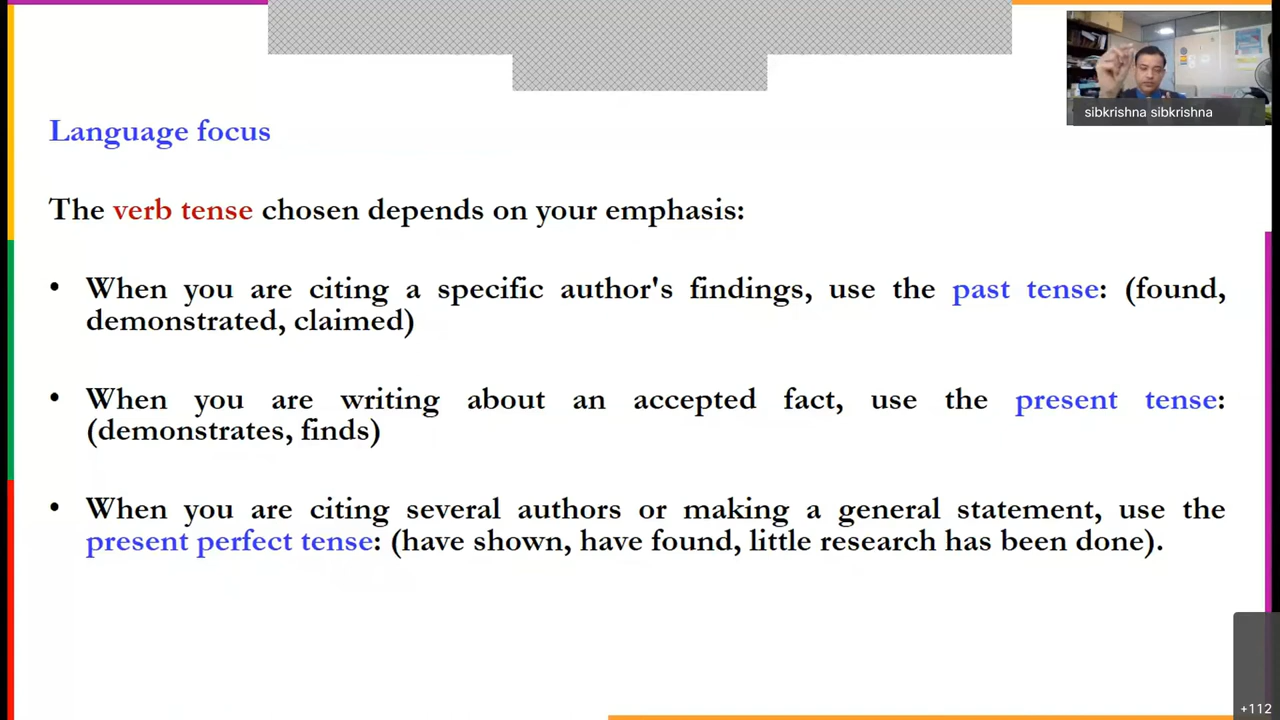 sibkrishna sibkrishna
Language focus
The verb tense chosen depends on your emphasis:
• When you are citing a specific author's findings, use the past tense: (found,
demonstrated, claimed)
• When you are writing about an accepted fact, use the present tense:
(demonstrates, finds)
• When you are citing several authors or making a general statement, use the
present perfect tense: (have shown, have found, little research has been done).
+112